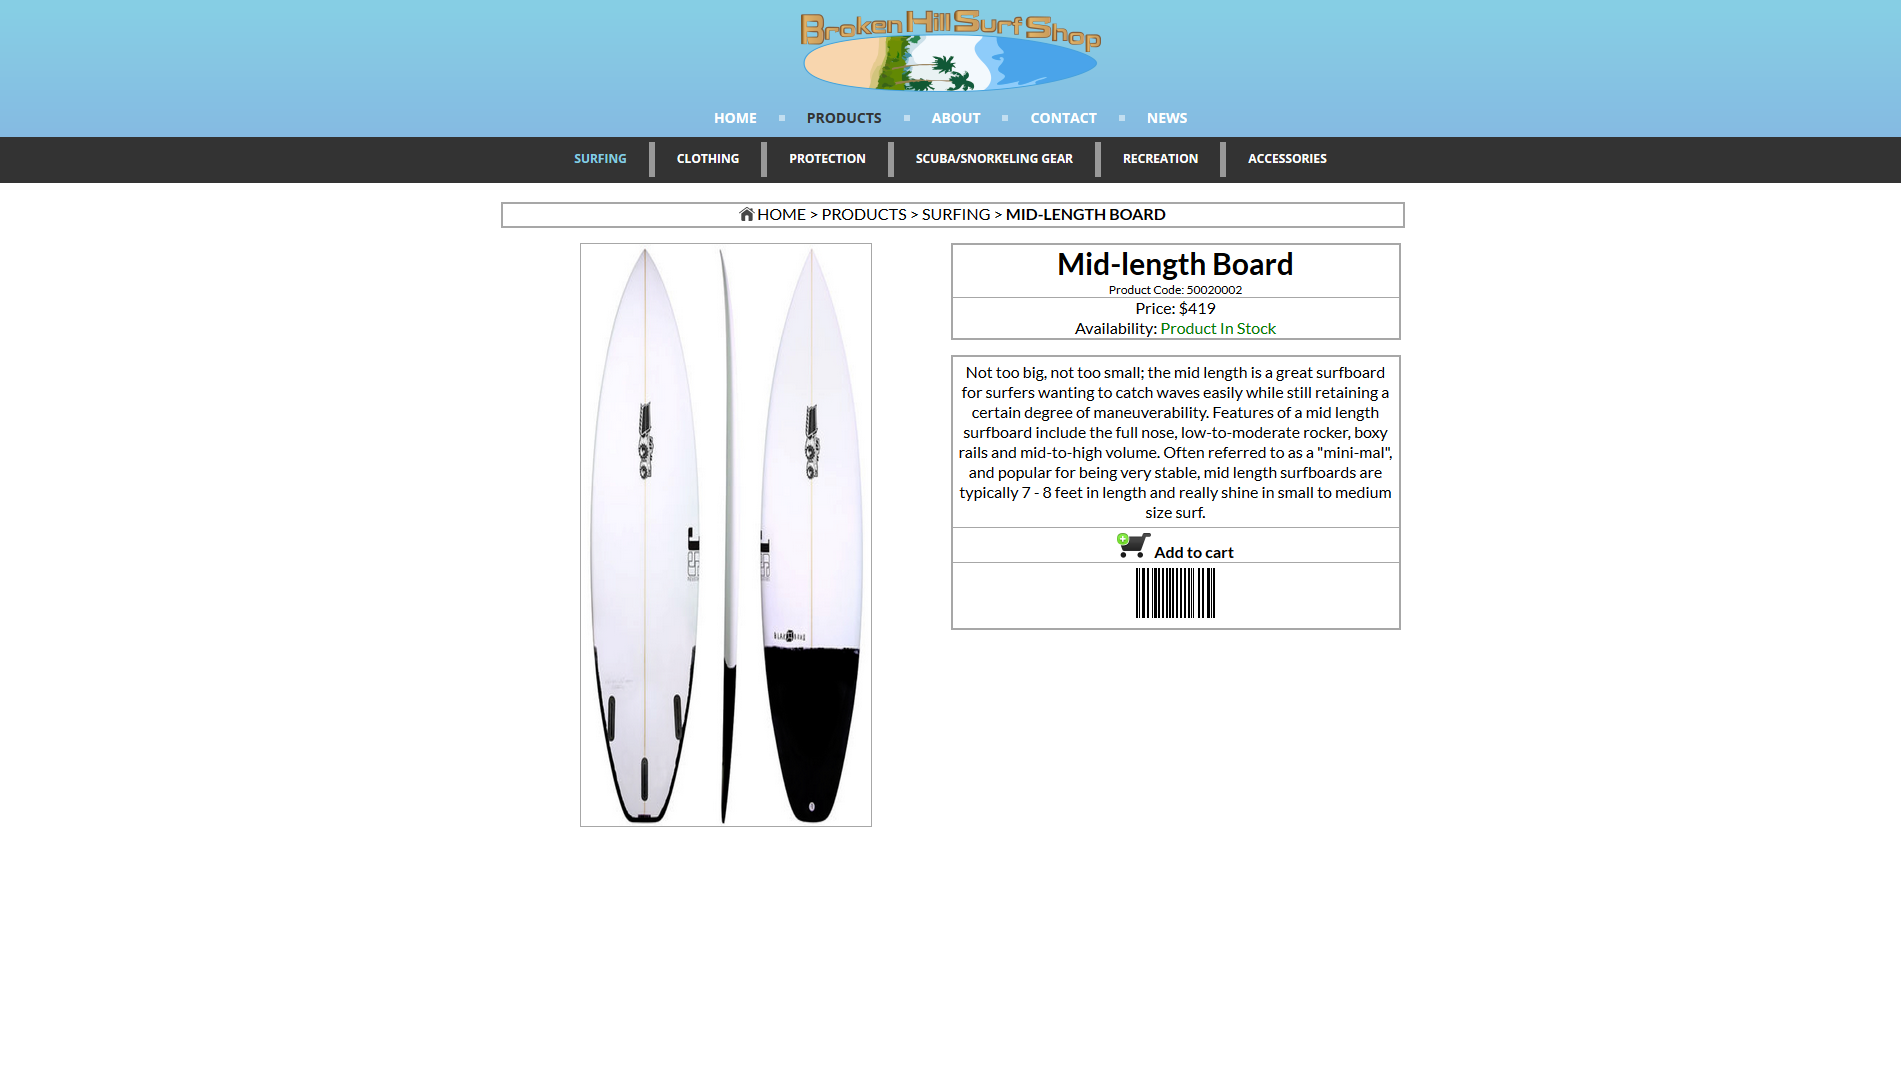 Broken Hill Surf Shop
HOME PRODUCTS ABOUT CONTACT NEWS
SURFING CLOTHING PROTECTION SCUBA/SNORKELING GEAR RECREATION ACCESSORIES
HOME > PRODUCTS > SURFING > MID-LENGTH BOARD
Mid-length Board
Product Code: 50020002
Price: $419
Availability: Product In Stock
Not too big, not too small; the mid length is a great surfboard
for surfers wanting to catch waves easily while still retaining a
certain degree of maneuverability. Features of a mid length
surfboard include the full nose, low-to-moderate rocker, boxy
rails and mid-to-high volume. Often referred to as a "mini-mal",
and popular for being very stable, mid length surfboards are
typically 7 - 8 feet in length and really shine in small to medium
size surf.
Add to cart